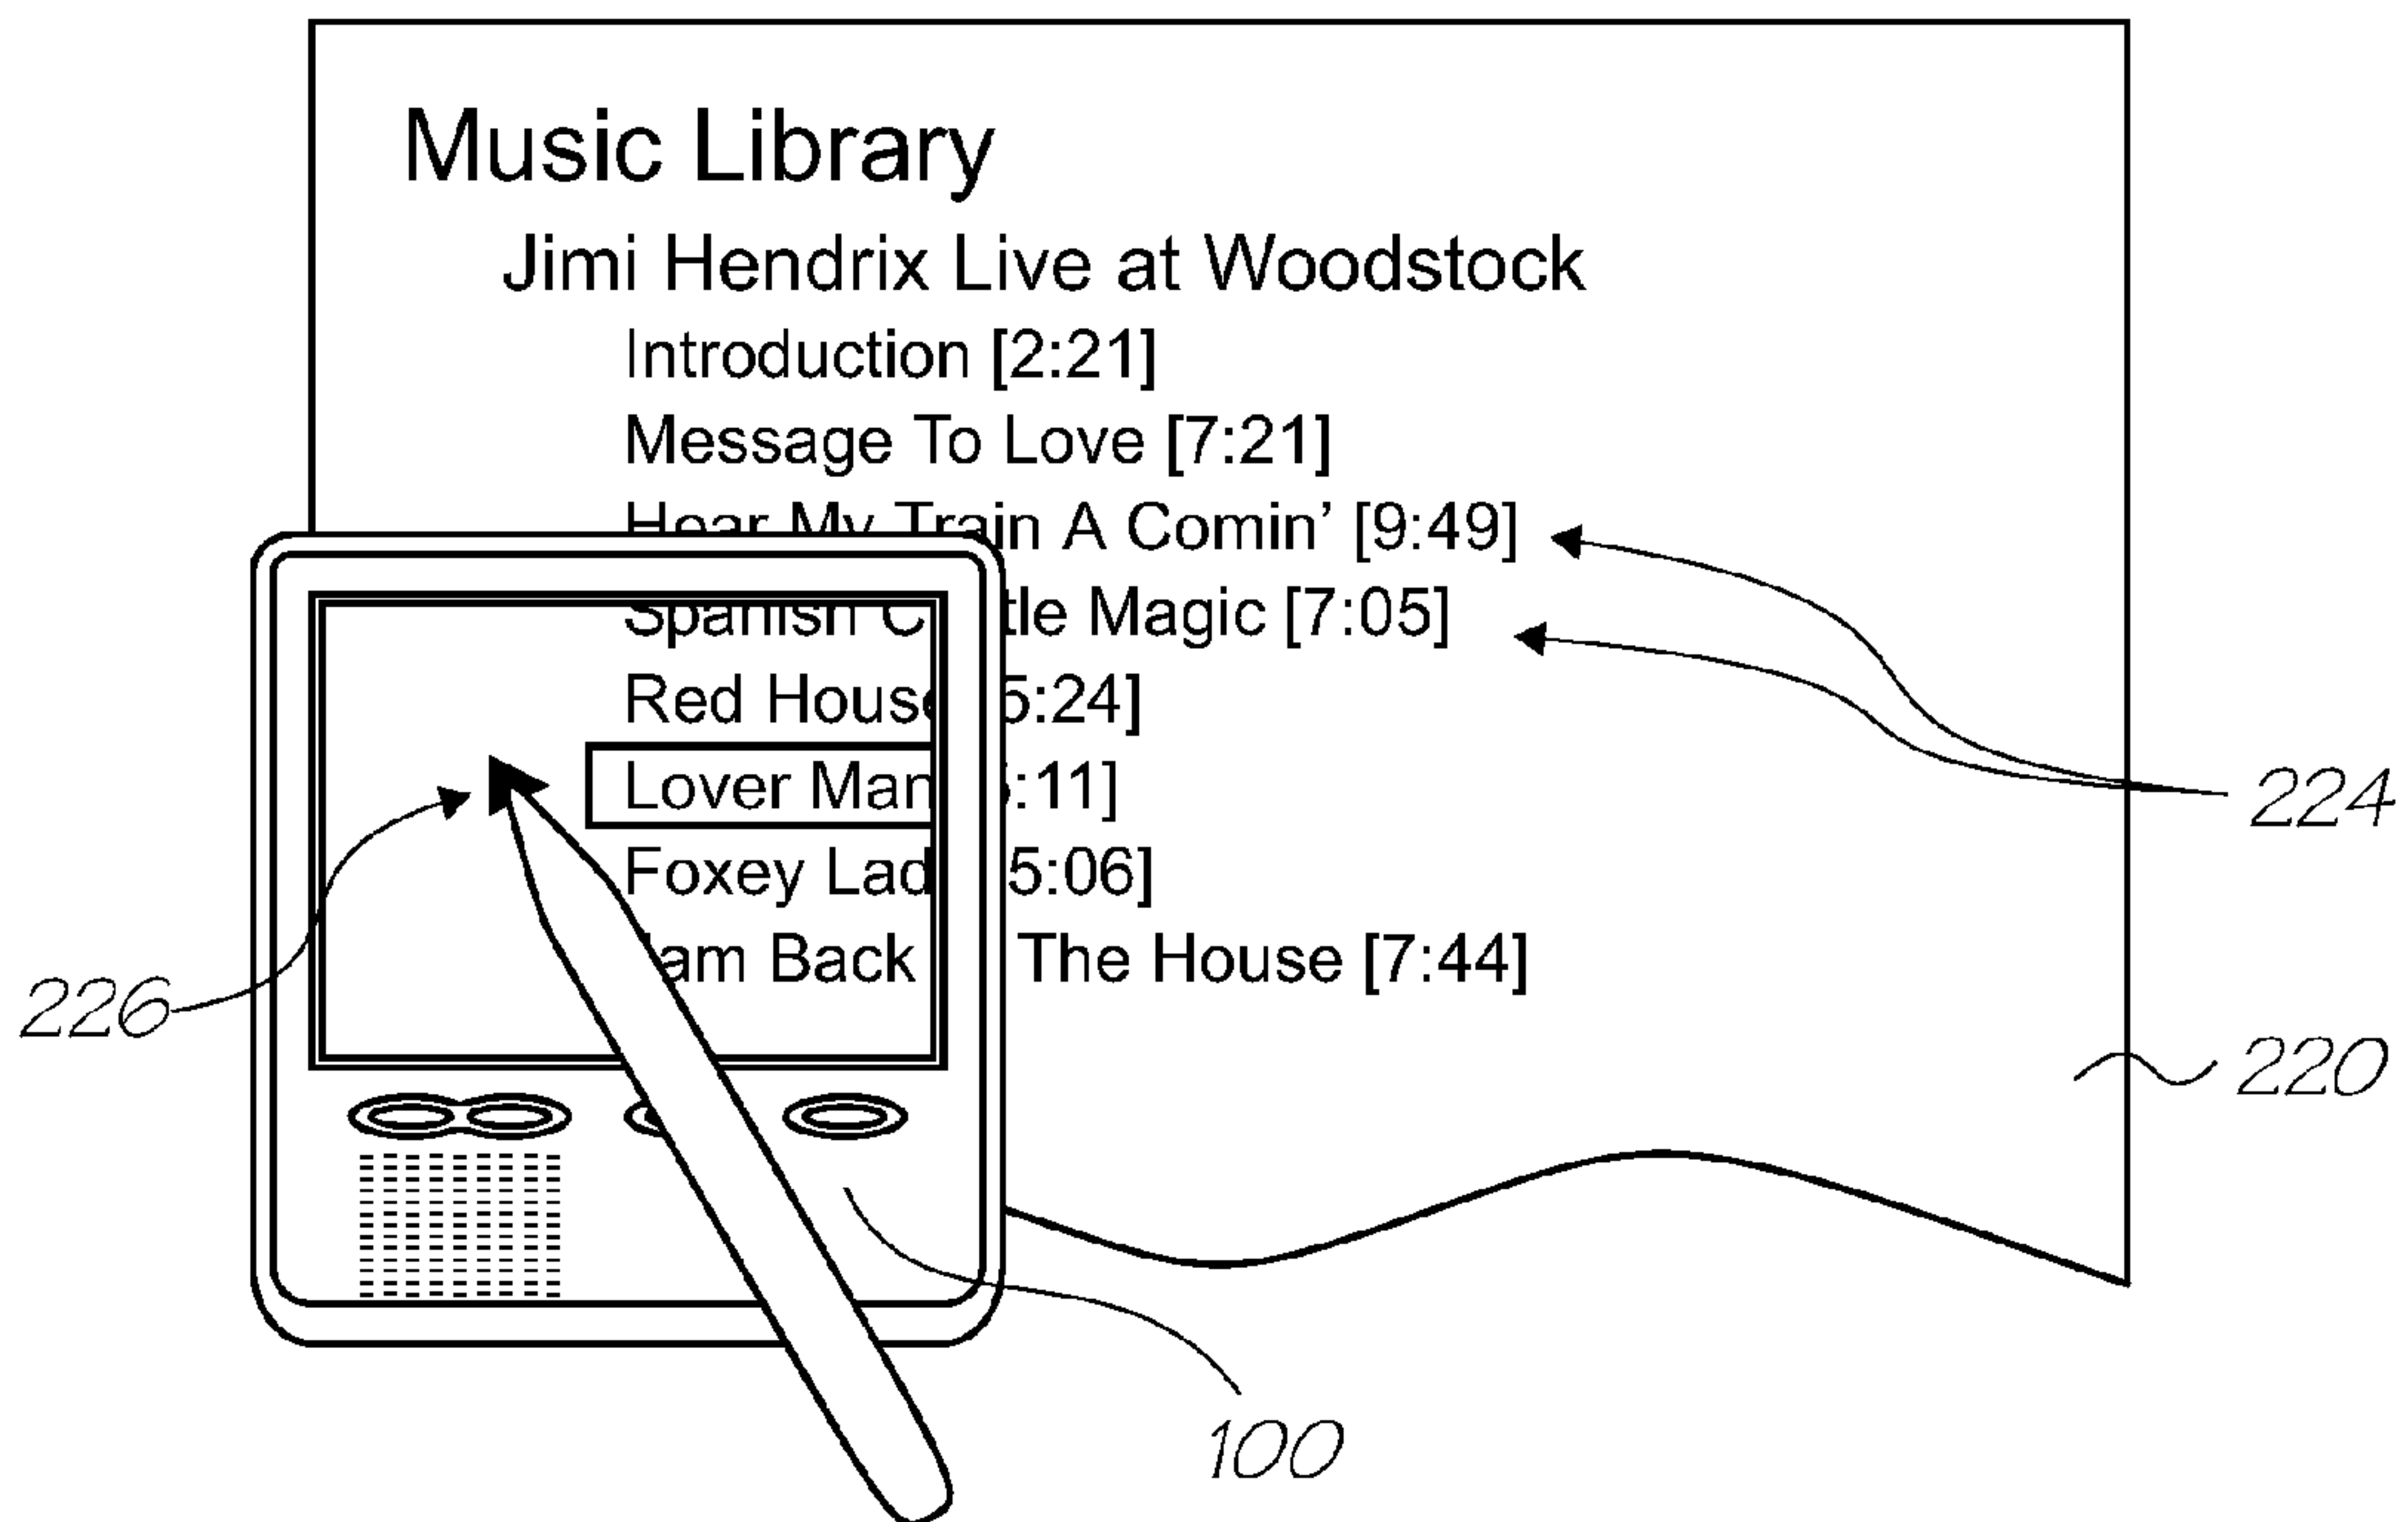 Music Library
Jimi Hendrix Live at Woodstock
Introduction [2:21]
Message To Love [7:21]
Hear My Train A Comin’ [9:49]
Spanish tle Magic [7:05]
Red House 5:24]
Lover Man :11]
Foxey Lad 5:06]
am Back The House [7:44]
224
226
220
100